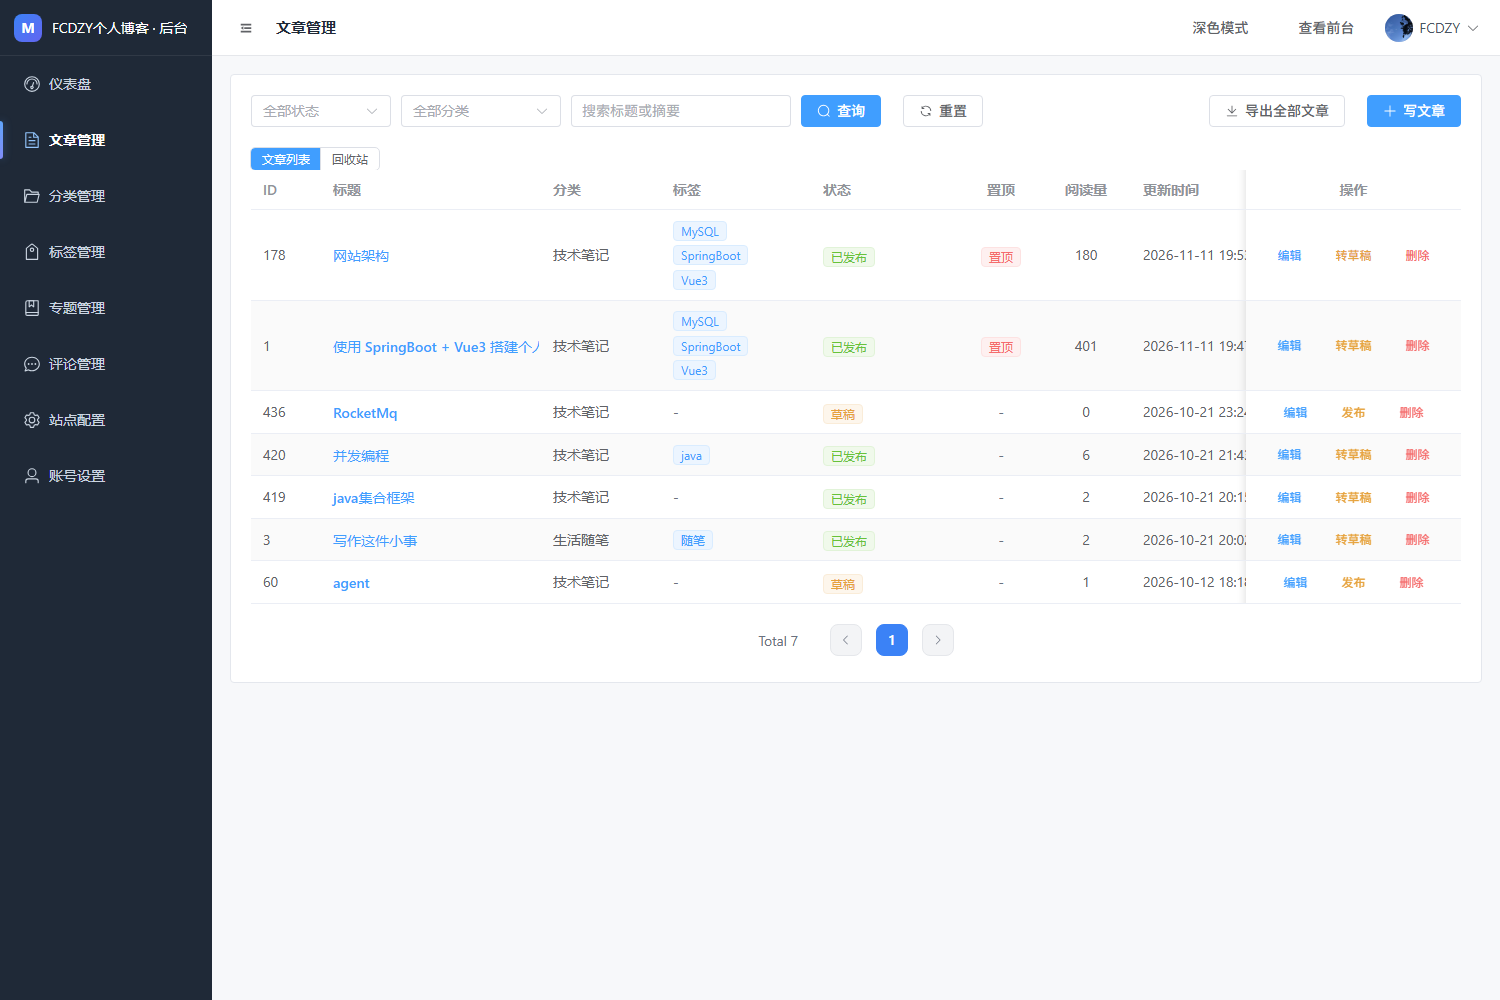 M FCDZY个人博客 · 后台
仪表盘
文章管理
分类管理
标签管理
专题管理
评论管理
站点配置
账号设置
文章管理 深色模式 查看前台 FCDZY
全部状态 全部分类 搜索标题或摘要 查询 重置 导出全部文章 写文章
文章列表 回收站
ID 标题 分类 标签 状态 置顶 阅读量 更新时间 操作
178 网站架构 技术笔记 MySQL SpringBoot Vue3 已发布 置顶 180 2026-11-11 19:5 编辑 转草稿 删除
1 使用 SpringBoot + Vue3 搭建个 技术笔记 MySQL SpringBoot Vue3 已发布 置顶 401 2026-11-11 19:4 编辑 转草稿 删除
436 RocketMq 技术笔记 - 草稿 - 0 2026-10-21 23:2 编辑 发布 删除
420 并发编程 技术笔记 java 已发布 - 6 2026-10-21 21:4 编辑 转草稿 删除
419 java集合框架 技术笔记 - 已发布 - 2 2026-10-21 20:1 编辑 转草稿 删除
3 写作这件小事 生活随笔 随笔 已发布 - 2 2026-10-21 20:0 编辑 转草稿 删除
60 agent 技术笔记 - 草稿 - 1 2026-10-12 18:1 编辑 发布 删除
Total 7 1